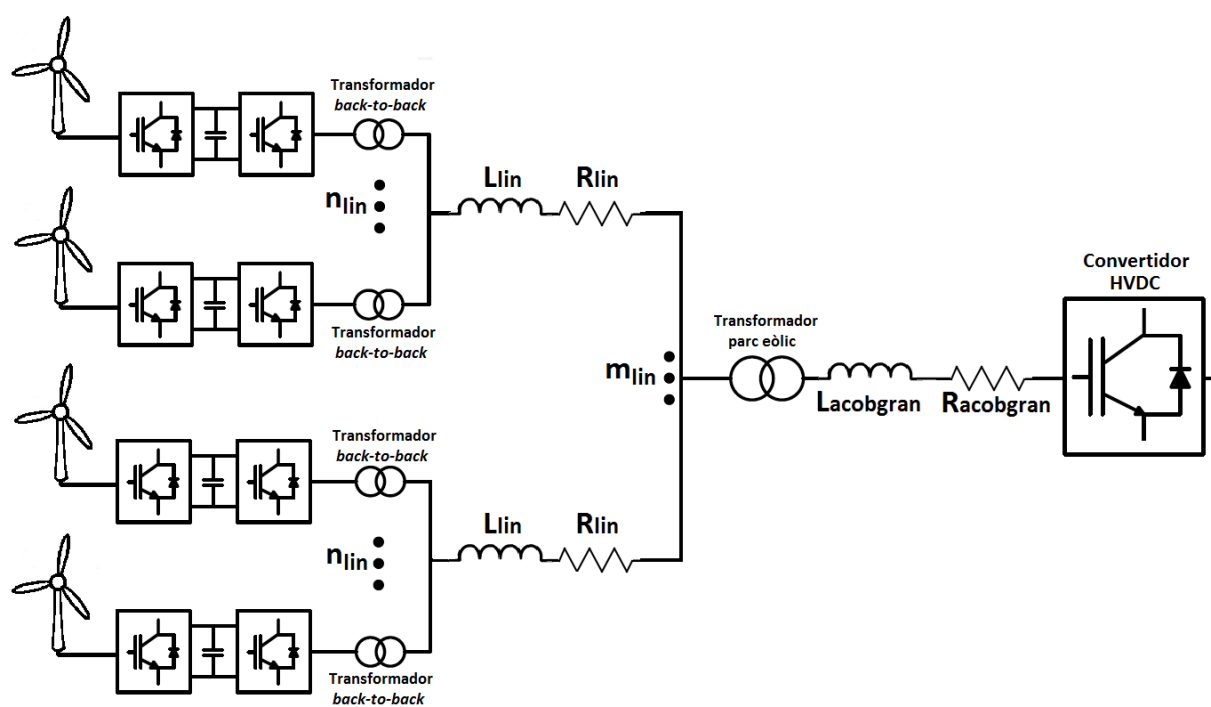 Transformador
back-to-back
nlin
Llin
Rlin
Transformador
back-to-back
Transformador
back-to-back
nlin
Llin
Rlin
Transformador
back-to-back
mlin
Transformador
parc eòlic
Lacobgran
Racobgran
Convertidor
HVDC